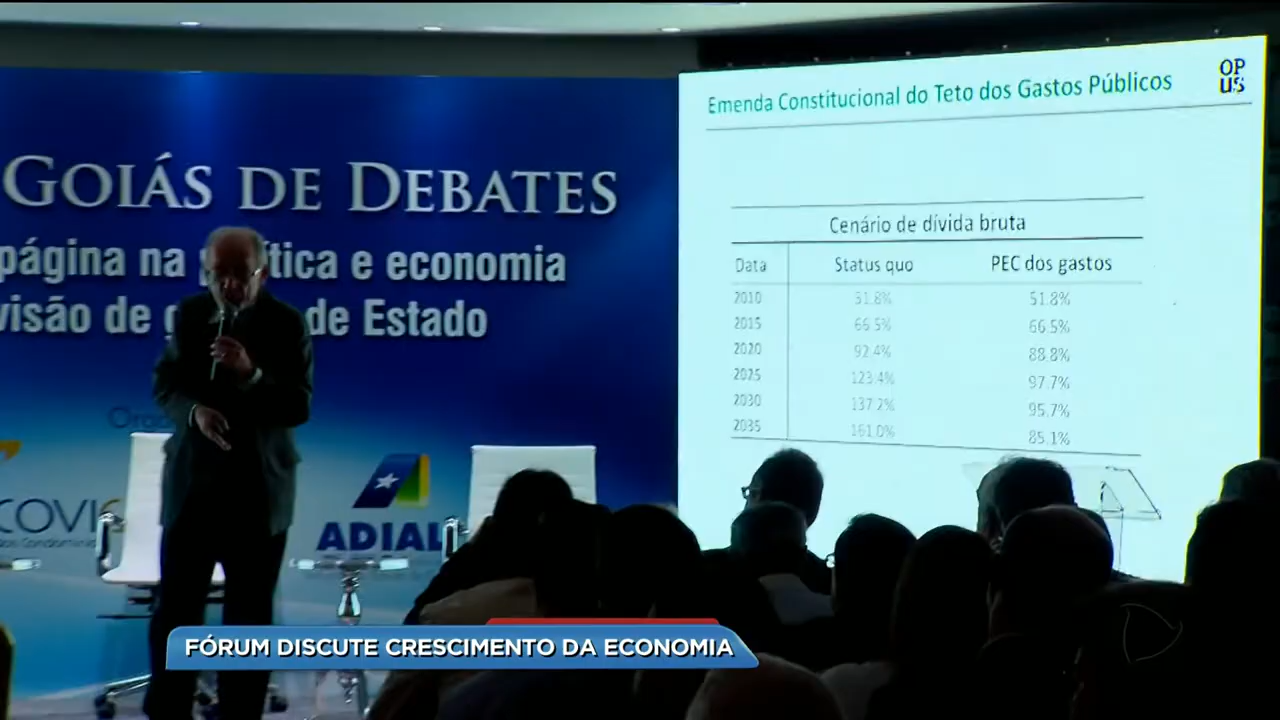 GOIÁS DE DEBATES
página na política e economia
visão de g de Estado
COVI
ADIAL
Emenda Constitucional do Teto dos Gastos Públicos
OP
US
Cenário de dívida bruta
Data Status quo PEC dos gastos
2010 51.8% 51.8%
2015 66.5% 66.5%
2020 92.4% 88.8%
2025 123.4% 97.7%
2030 137.2% 95.7%
2035 161.0% 85.1%
FÓRUM DISCUTE CRESCIMENTO DA ECONOMIA